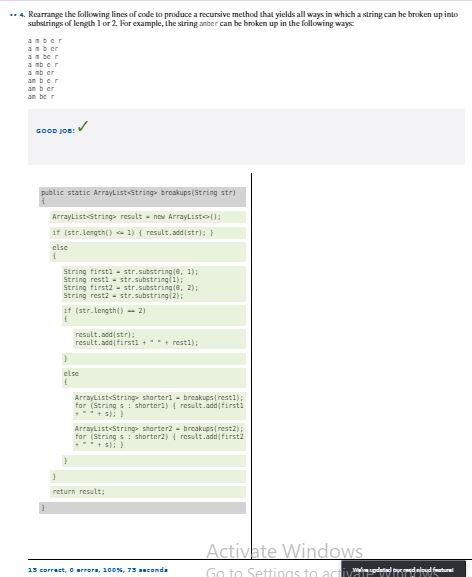 •• 4. Rearrange the following lines of code to produce a recursive method that yields all ways in which a string can be broken up into
substrings of length 1 or 2. For example, the string amber can be broken up in the following ways:
a m b e r
a m b er
a m be r
a mb e r
a mb er
am b e r
am b er
am be r
GOOD JOB! ✓
public static ArrayList<String> breakups(String str)
{
ArrayList<String> result = new ArrayList<>();
if (str.length() <= 1) { result.add(str); }
else
{
String first1 = str.substring(0, 1);
String rest1 = str.substring(1);
String first2 = str.substring(0, 2);
String rest2 = str.substring(2);
if (str.length() == 2)
{
result.add(str);
result.add(first1 + " " + rest1);
}
else
{
ArrayList<String> shorter1 = breakups(rest1);
for (String s : shorter1) { result.add(first1
+ " " + s); }
ArrayList<String> shorter2 = breakups(rest2);
for (String s : shorter2) { result.add(first2
+ " " + s); }
}
}
return result;
}
Activate Windows
13 correct, 0 errors, 100%, 73 seconds
Go to Settings to activate Windows
We've updated our read aloud feature!